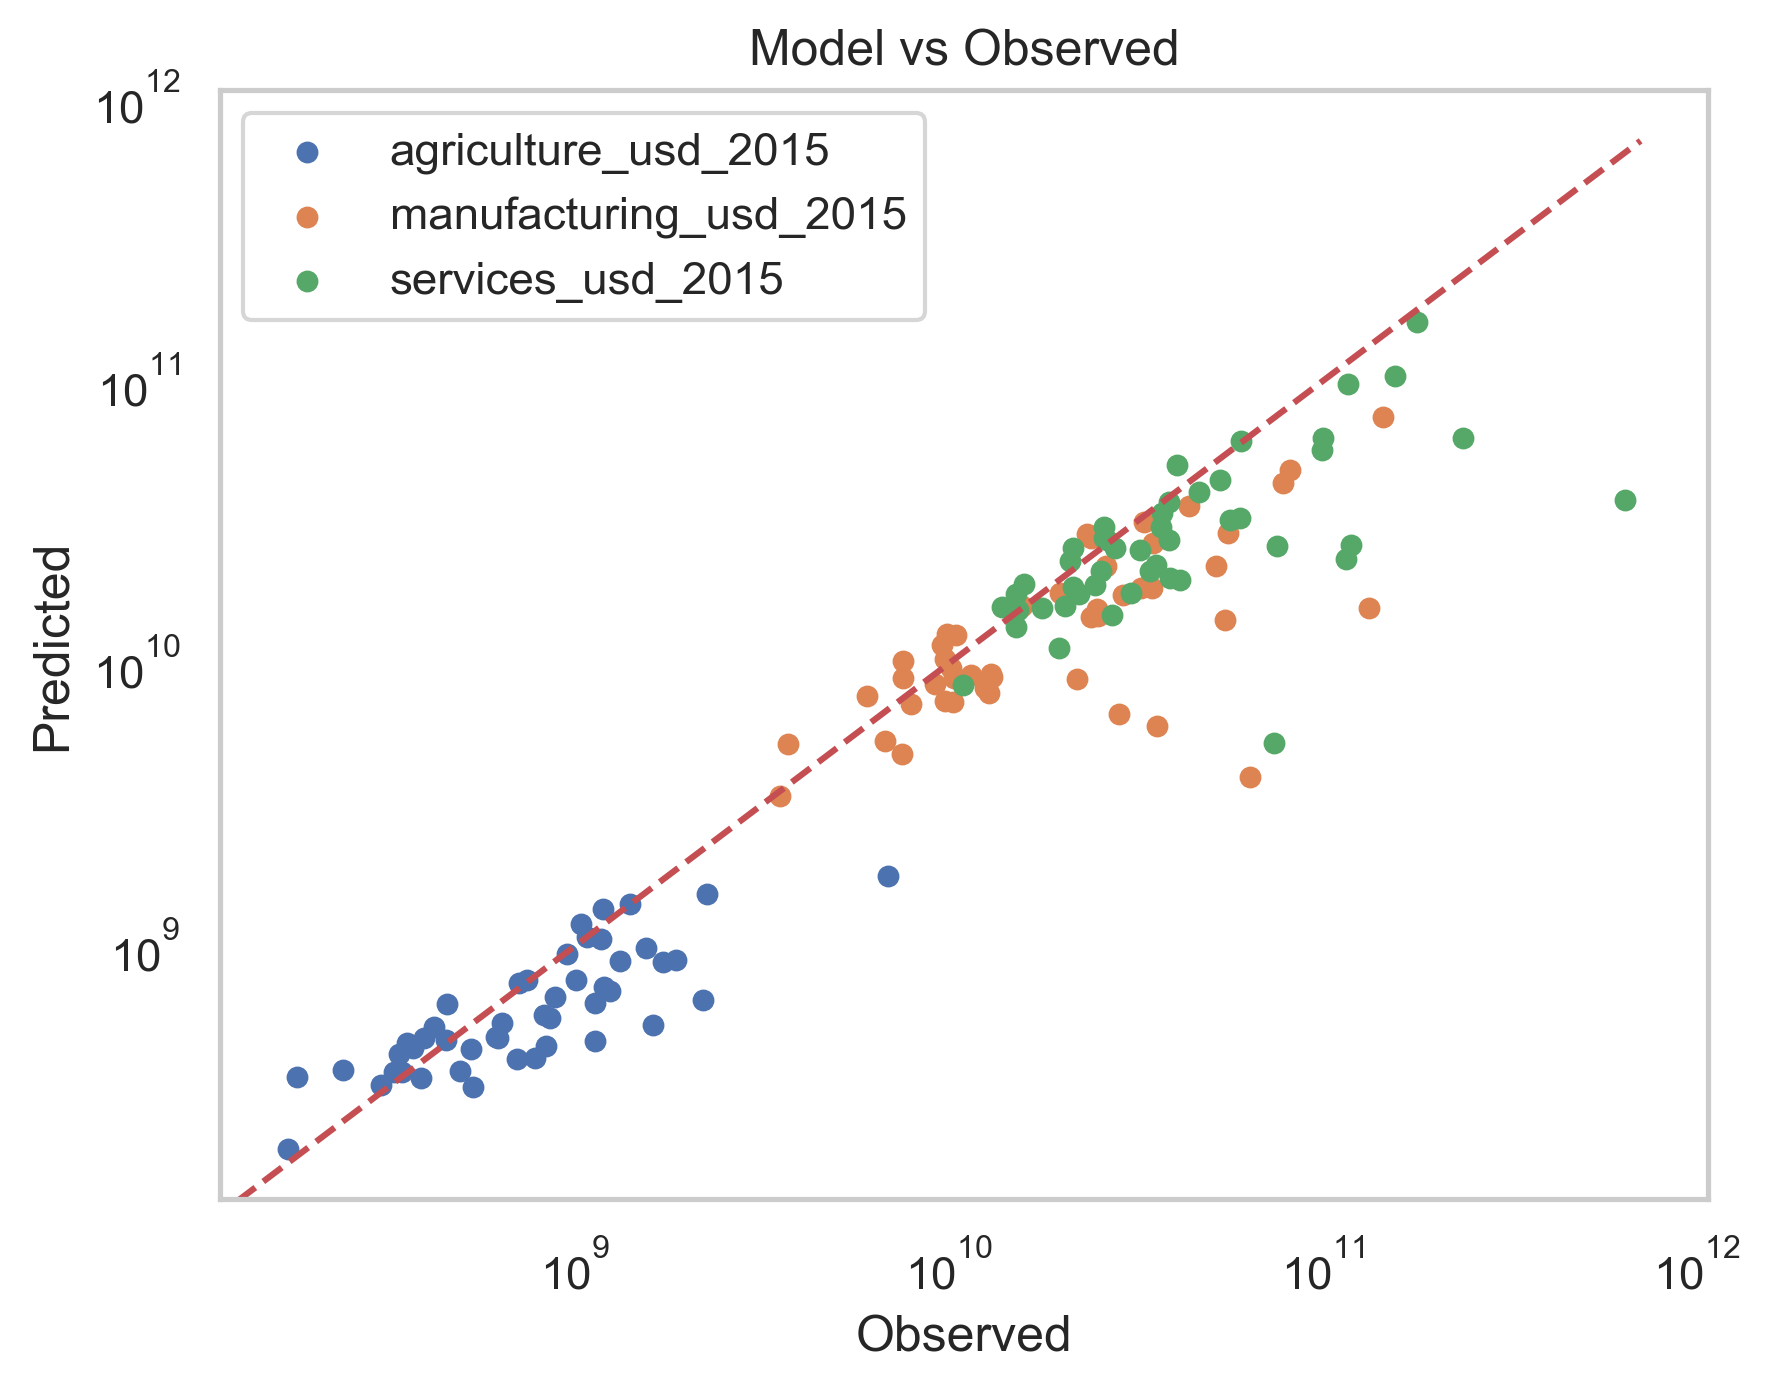 Model vs Observed
10^12
10^11
10^10
10^9
Predicted
agriculture_usd_2015
manufacturing_usd_2015
services_usd_2015
10^9
10^10
10^11
10^12
Observed